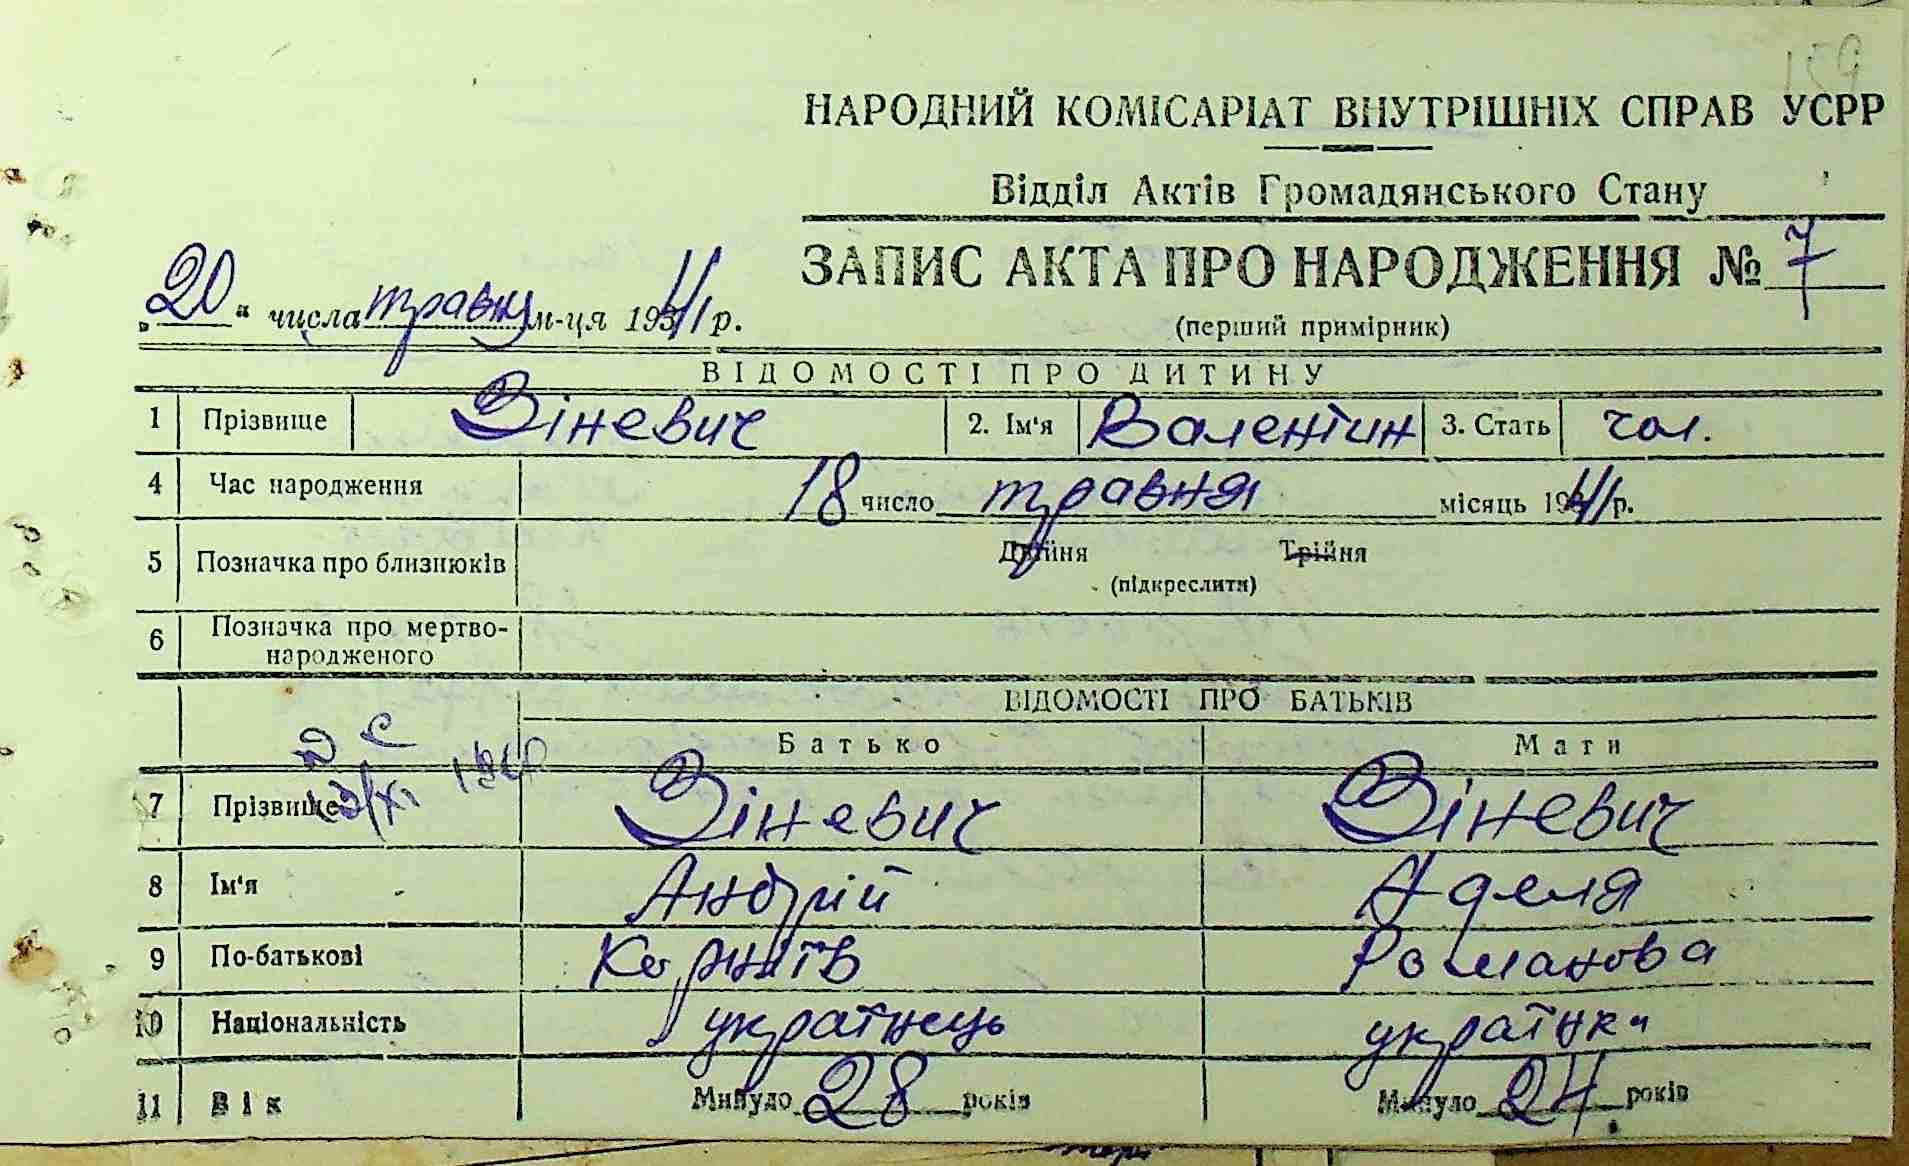 159
НАРОДНИЙ КОМІСАРІАТ ВНУТРІШНІХ СПРАВ УСРР
Відділ Актів Громадянського Стану
ЗАПИС АКТА ПРО НАРОДЖЕННЯ № 7
„20" числа травня м-ця 1941 р.
(перший примірник)
ВІДОМОСТІ ПРО ДИТИНУ
1 Прізвище Зіневич 2. Ім'я Валентин 3. Стать чол.
4 Час народження 18 число травня місяць 1941 р.
5 Позначка про близнюків Двійня Трійня
(підкреслити)
6 Позначка про мертво-
народженого
ВІДОМОСТІ ПРО БАТЬКІВ
Батько Мати
7 Прізвище Зіневич Зіневич
8 Ім'я Андрій Аделя
9 По-батькові Корніїв Романова
10 Національність українець українка
11 Вік Минуло 28 років Минуло 24 років